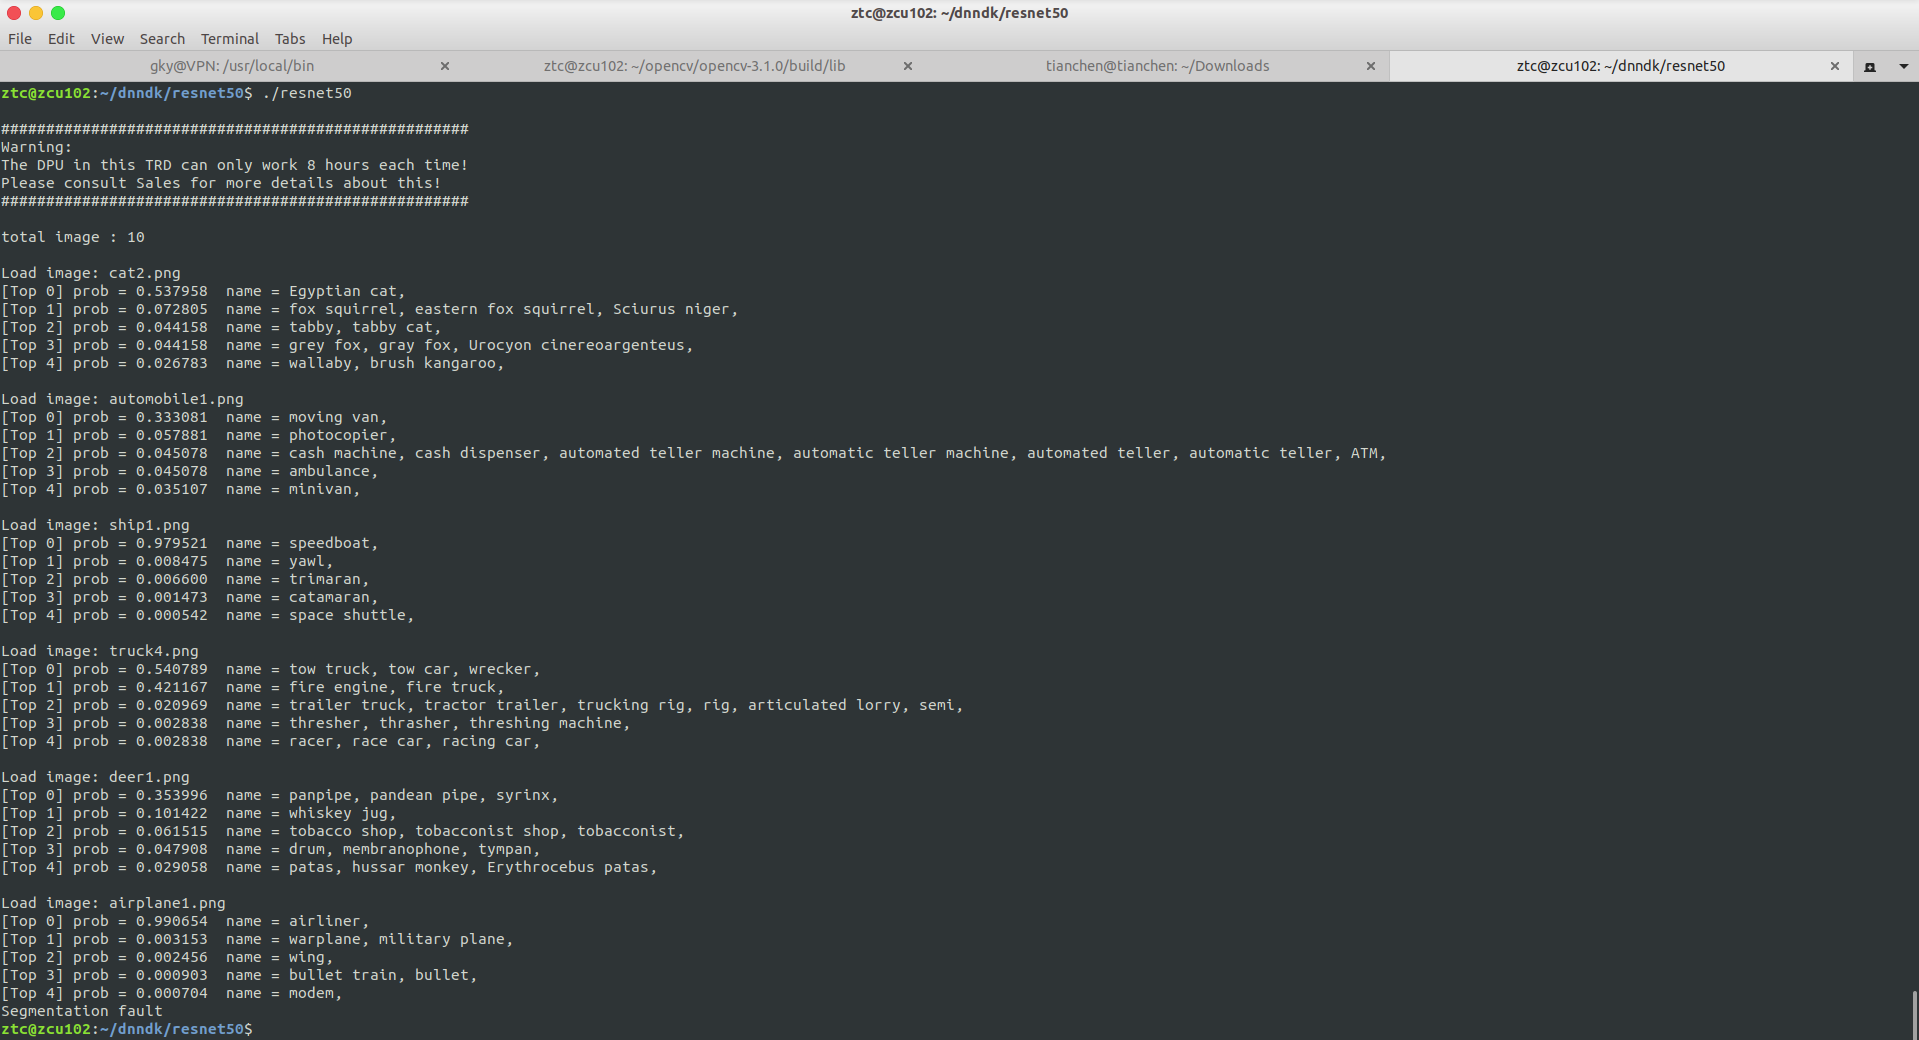 ztc@zcu102: ~/dnndk/resnet50
File Edit View Search Terminal Tabs Help
gky@VPN: /usr/local/bin × ztc@zcu102: ~/opencv/opencv-3.1.0/build/lib × tianchen@tianchen: ~/Downloads × ztc@zcu102: ~/dnndk/resnet50 ×
ztc@zcu102:~/dnndk/resnet50$ ./resnet50
####################################################
Warning:
The DPU in this TRD can only work 8 hours each time!
Please consult Sales for more details about this!
####################################################
total image : 10
Load image: cat2.png
[Top 0] prob = 0.537958  name = Egyptian cat,
[Top 1] prob = 0.072805  name = fox squirrel, eastern fox squirrel, Sciurus niger,
[Top 2] prob = 0.044158  name = tabby, tabby cat,
[Top 3] prob = 0.044158  name = grey fox, gray fox, Urocyon cinereoargenteus,
[Top 4] prob = 0.026783  name = wallaby, brush kangaroo,
Load image: automobile1.png
[Top 0] prob = 0.333081  name = moving van,
[Top 1] prob = 0.057881  name = photocopier,
[Top 2] prob = 0.045078  name = cash machine, cash dispenser, automated teller machine, automatic teller machine, automated teller, automatic teller, ATM,
[Top 3] prob = 0.045078  name = ambulance,
[Top 4] prob = 0.035107  name = minivan,
Load image: ship1.png
[Top 0] prob = 0.979521  name = speedboat,
[Top 1] prob = 0.008475  name = yawl,
[Top 2] prob = 0.006600  name = trimaran,
[Top 3] prob = 0.001473  name = catamaran,
[Top 4] prob = 0.000542  name = space shuttle,
Load image: truck4.png
[Top 0] prob = 0.540789  name = tow truck, tow car, wrecker,
[Top 1] prob = 0.421167  name = fire engine, fire truck,
[Top 2] prob = 0.020969  name = trailer truck, tractor trailer, trucking rig, rig, articulated lorry, semi,
[Top 3] prob = 0.002838  name = thresher, thrasher, threshing machine,
[Top 4] prob = 0.002838  name = racer, race car, racing car,
Load image: deer1.png
[Top 0] prob = 0.353996  name = panpipe, pandean pipe, syrinx,
[Top 1] prob = 0.101422  name = whiskey jug,
[Top 2] prob = 0.061515  name = tobacco shop, tobacconist shop, tobacconist,
[Top 3] prob = 0.047908  name = drum, membranophone, tympan,
[Top 4] prob = 0.029058  name = patas, hussar monkey, Erythrocebus patas,
Load image: airplane1.png
[Top 0] prob = 0.990654  name = airliner,
[Top 1] prob = 0.003153  name = warplane, military plane,
[Top 2] prob = 0.002456  name = wing,
[Top 3] prob = 0.000903  name = bullet train, bullet,
[Top 4] prob = 0.000704  name = modem,
Segmentation fault
ztc@zcu102:~/dnndk/resnet50$